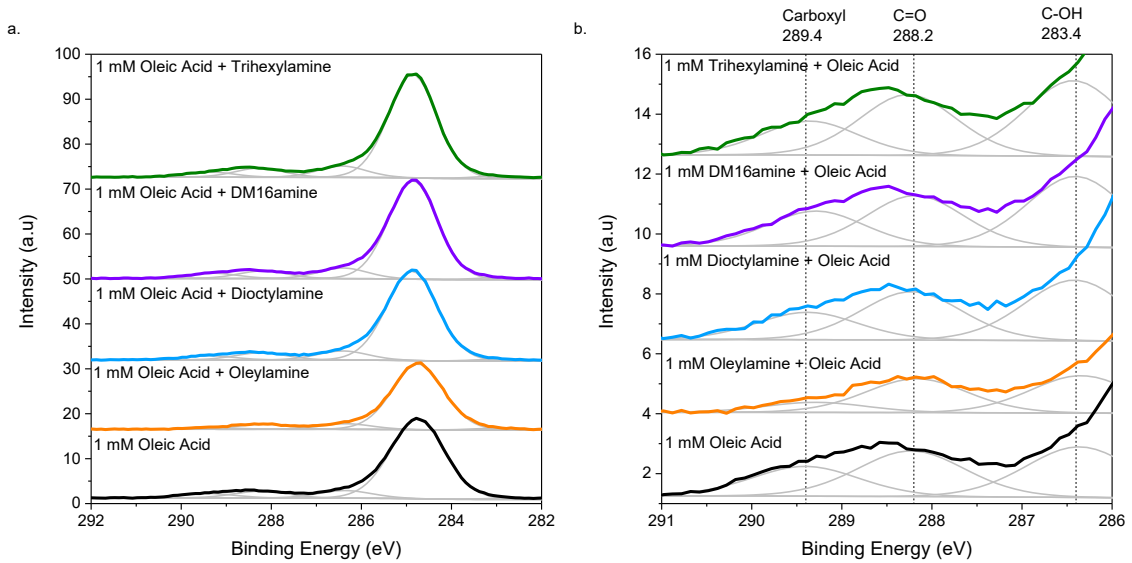 a.
100
90
80
70
60
50
40
30
20
10
0
292
290
288
286
284
282
Intensity (a.u)
Binding Energy (eV)
1 mM Oleic Acid + Trihexylamine
1 mM Oleic Acid + DM16amine
1 mM Oleic Acid + Dioctylamine
1 mM Oleic Acid + Oleylamine
1 mM Oleic Acid
b.
Carboxyl
289.4
C=O
288.2
C-OH
283.4
16
14
12
10
8
6
4
2
291
290
289
288
287
286
Intensity (a.u)
Binding Energy (eV)
1 mM Trihexylamine + Oleic Acid
1 mM DM16amine + Oleic Acid
1 mM Dioctylamine + Oleic Acid
1 mM Oleylamine + Oleic Acid
1 mM Oleic Acid